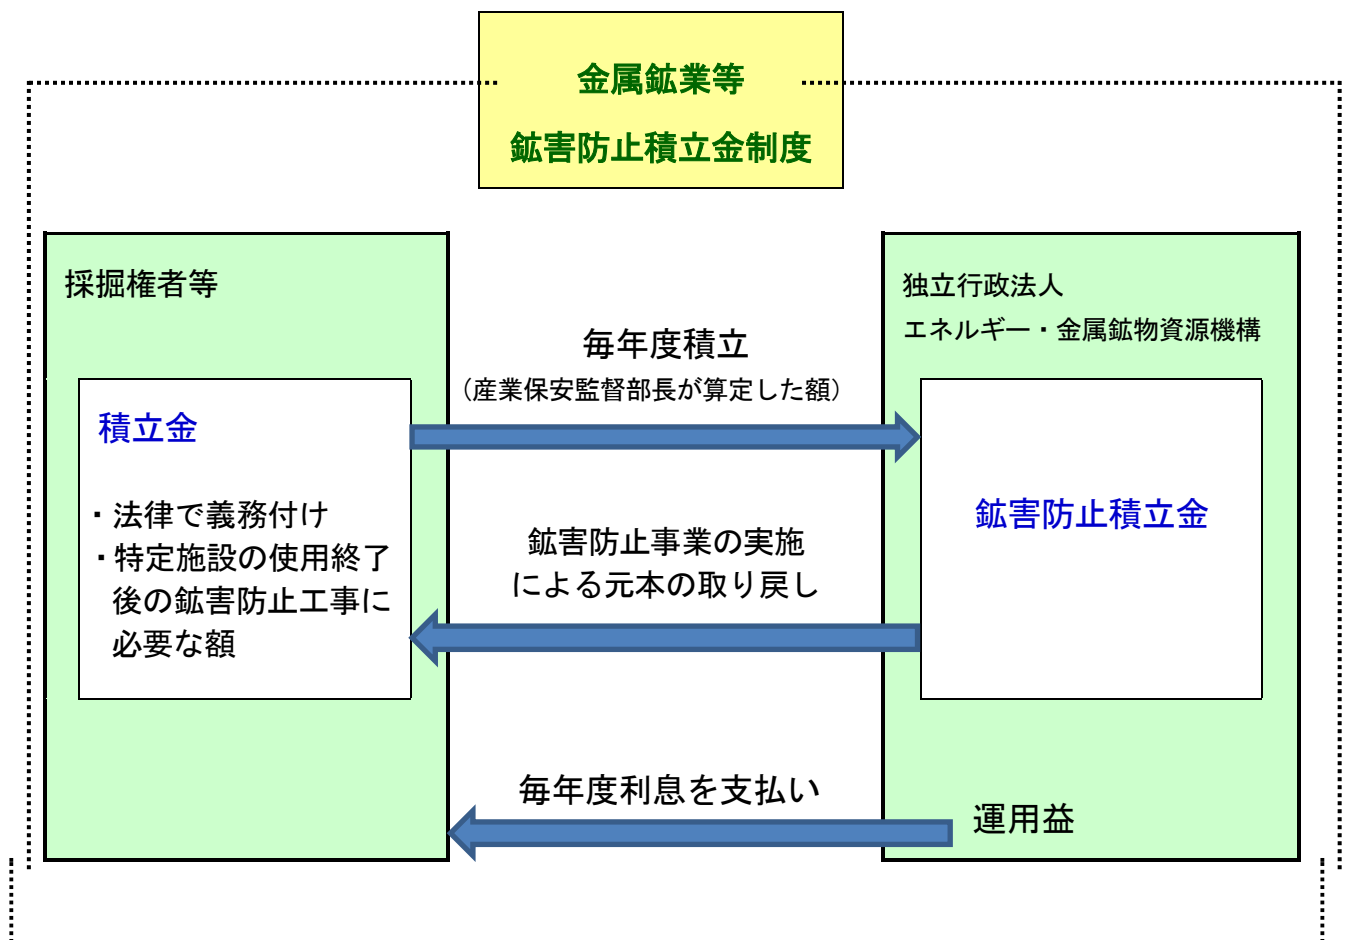 金属鉱業等
鉱害防止積立金制度
採掘権者等
積立金
・法律で義務付け
・特定施設の使用終了
後の鉱害防止工事に
必要な額
毎年度積立
（産業保安監督部長が算定した額）
鉱害防止事業の実施
による元本の取り戻し
毎年度利息を支払い
独立行政法人
エネルギー・金属鉱物資源機構
鉱害防止積立金
運用益